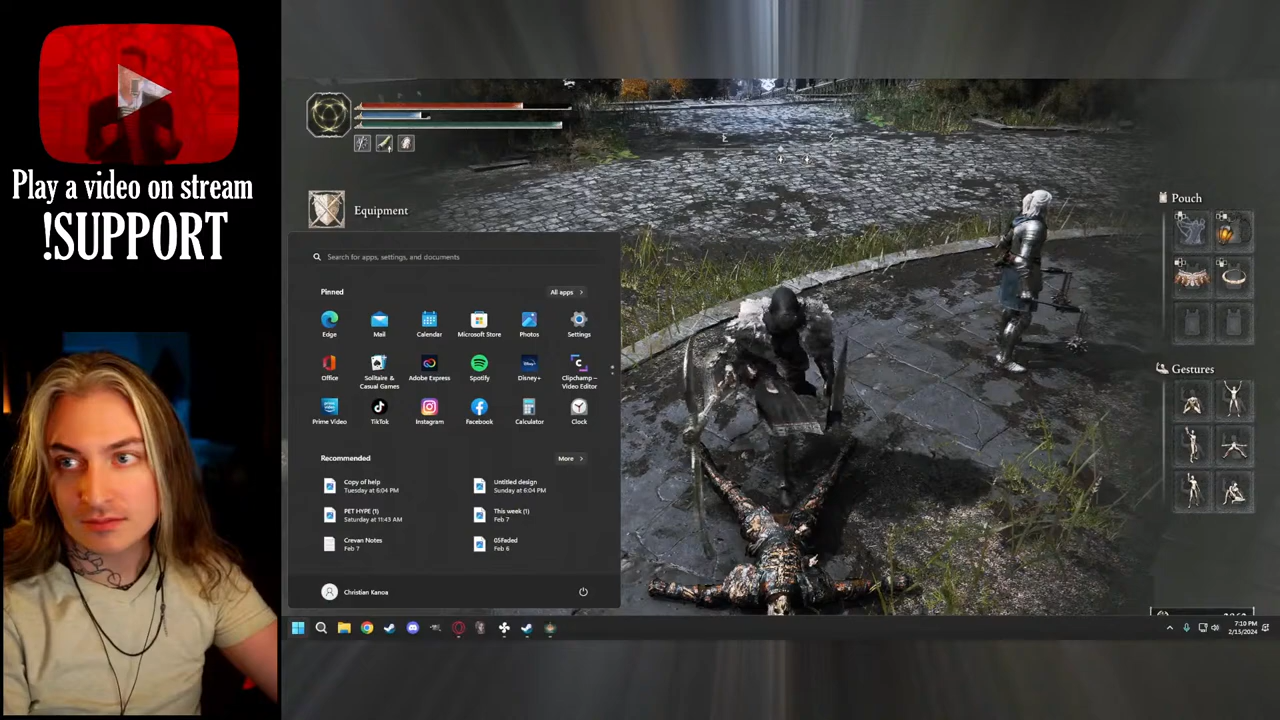 Play a video on stream
!SUPPORT
Equipment
Search for apps, settings, and documents
Pinned
All apps >
Edge
Mail
Calendar
Microsoft Store
Photos
Settings
Office
Solitaire &
Casual Games
Adobe Express
Spotify
Disney+
Clipchamp –
Video Editor
Prime Video
TikTok
Instagram
Facebook
Calculator
Clock
Recommended
More >
Copy of help
Tuesday at 6:04 PM
Untitled design
Sunday at 6:04 PM
PET HYPE (1)
Saturday at 11:43 AM
This week (1)
Feb 7
Crevan Notes
Feb 7
05Faded
Feb 6
Christian Kanoa
Pouch
Gestures
7:10 PM
2/15/2024